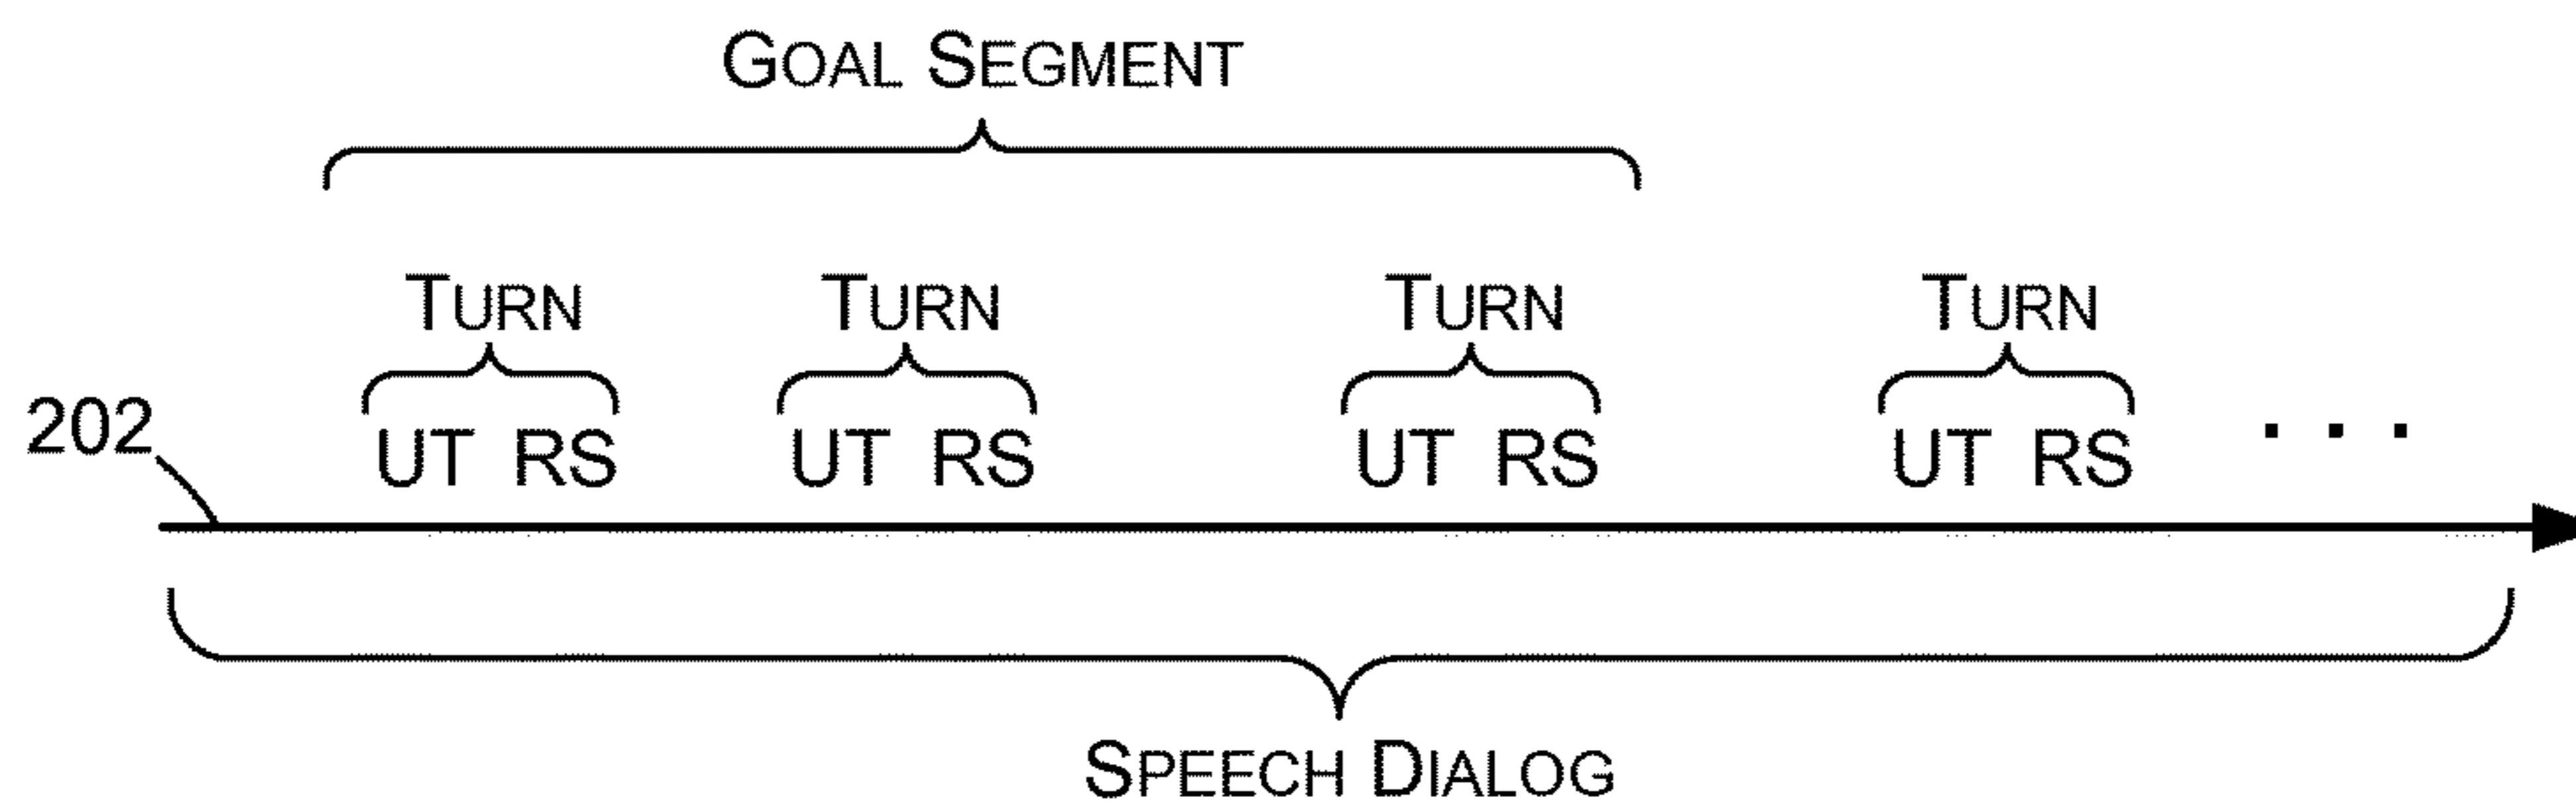 GOAL SEGMENT
TURN TURN TURN TURN
202
UT RS UT RS UT RS UT RS . . .
SPEECH DIALOG